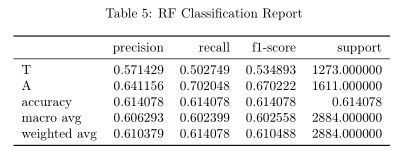 Table 5: RF Classification Report
precision recall f1-score support
T 0.571429 0.502749 0.534893 1273.000000
A 0.641156 0.702048 0.670222 1611.000000
accuracy 0.614078 0.614078 0.614078 0.614078
macro avg 0.606293 0.602399 0.602558 2884.000000
weighted avg 0.610379 0.614078 0.610488 2884.000000